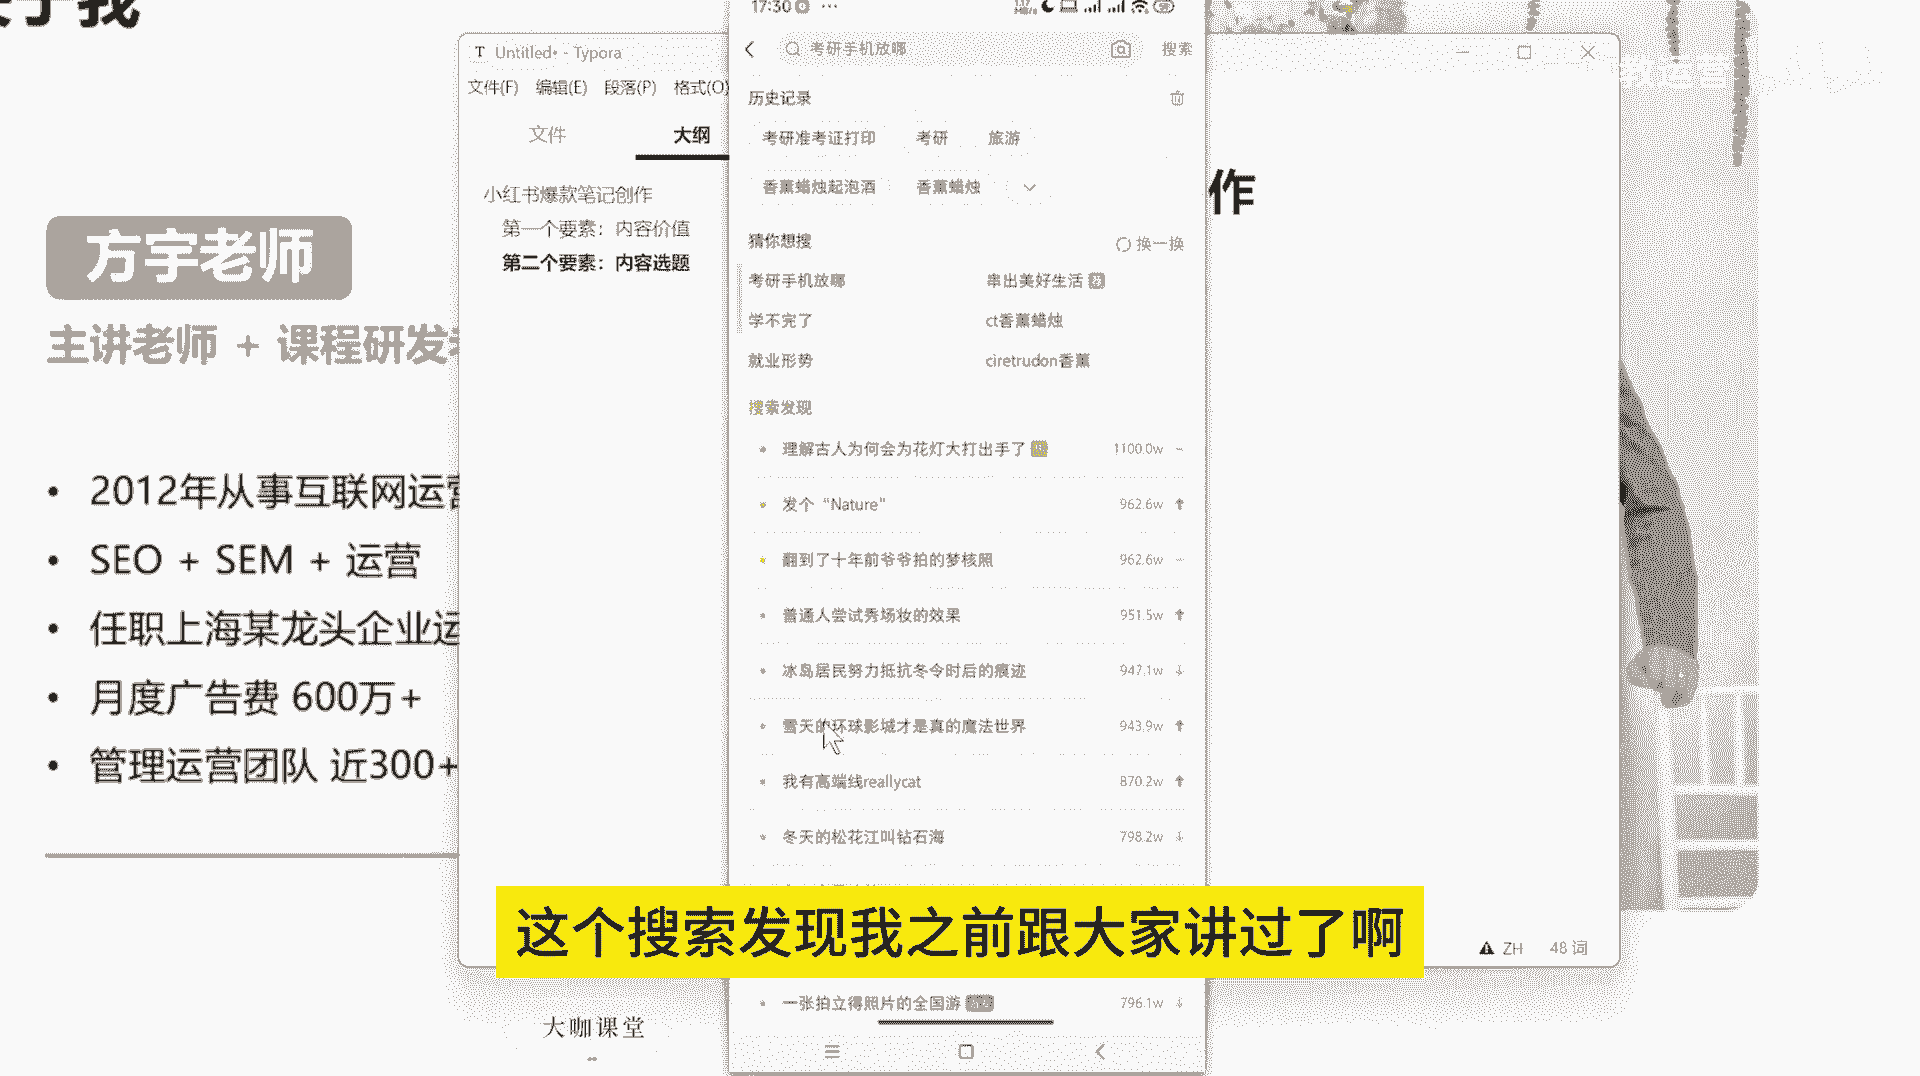 方宇老师
主讲老师 + 课程研发
• 2012年从事互联网运营
• SEO + SEM + 运营
• 任职上海某龙头企业运
• 月度广告费 600万+
• 管理运营团队 近300+
Untitled• - Typora
文件(F) 编辑(E) 段落(P) 格式(O)
文件 大纲
小红书爆款笔记创作
第一个要素：内容价值
第二个要素：内容选题
作
ZH 48 词
17:30
考研手机放哪 搜索
历史记录
考研准考证打印 考研 旅游
香薰蜡烛起泡酒 香薰蜡烛
猜你想搜 换一换
考研手机放哪 串出美好生活
学不完了 ct香薰蜡烛
就业形势 ciretrudon香薰
搜索发现
理解古人为何会为花灯大打出手了 1100.0w
发个“Nature” 962.6w
翻到了十年前爷爷拍的梦核照 962.6w
普通人尝试秀场妆的效果 951.5w
冰岛居民努力抵抗冬令时后的痕迹 947.1w
雪天的环球影城才是真的魔法世界 943.9w
我有高端线reallycat 870.2w
冬天的松花江叫钻石海 798.2w
这个搜索发现我之前跟大家讲过了啊
一张拍立得照片的全国游 796.1w
大咖课堂
教运营